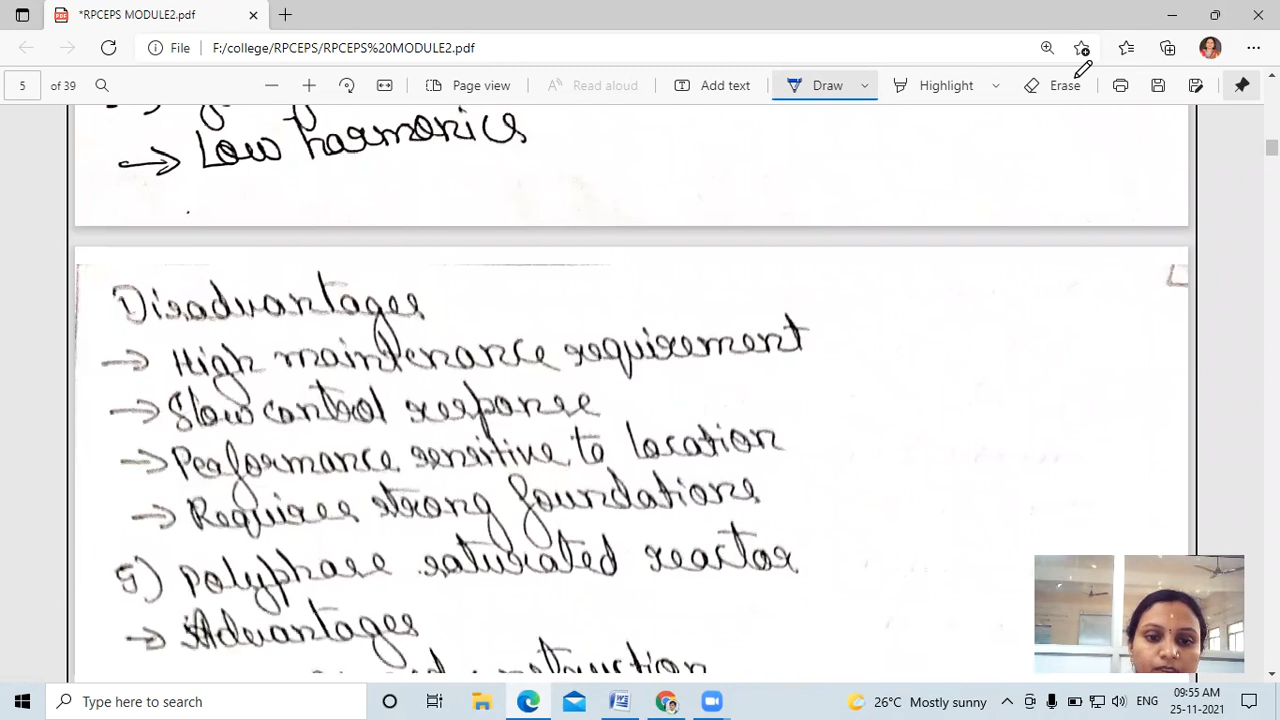 *RPCEPS MODULE2.pdf
File F:/college/RPCEPS/RPCEPS%20MODULE2.pdf
5 of 39 Page view Read aloud Add text Draw Highlight Erase
→ Low harmonics
Disadvantages
→ High maintenance requirement
→ Slow control response
→ Performance sensitive to location
→ Requires strong foundations
5) Polyphase saturated reactor
→ Advantages
Type here to search
26°C Mostly sunny ENG 09:55 AM
25-11-2021